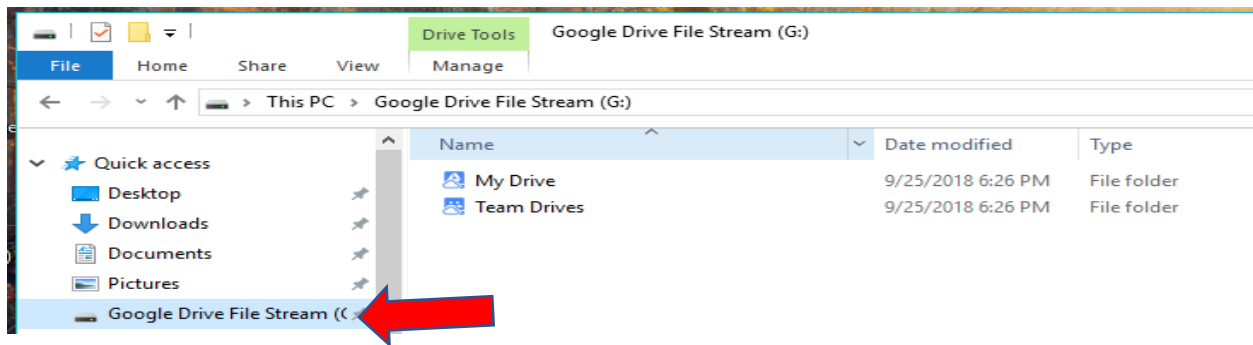 Drive Tools Google Drive File Stream (G:)
File Home Share View Manage
This PC > Google Drive File Stream (G:)
Name Date modified Type
Quick access
Desktop
Downloads
Documents
Pictures
Google Drive File Stream ((
My Drive 9/25/2018 6:26 PM File folder
Team Drives 9/25/2018 6:26 PM File folder